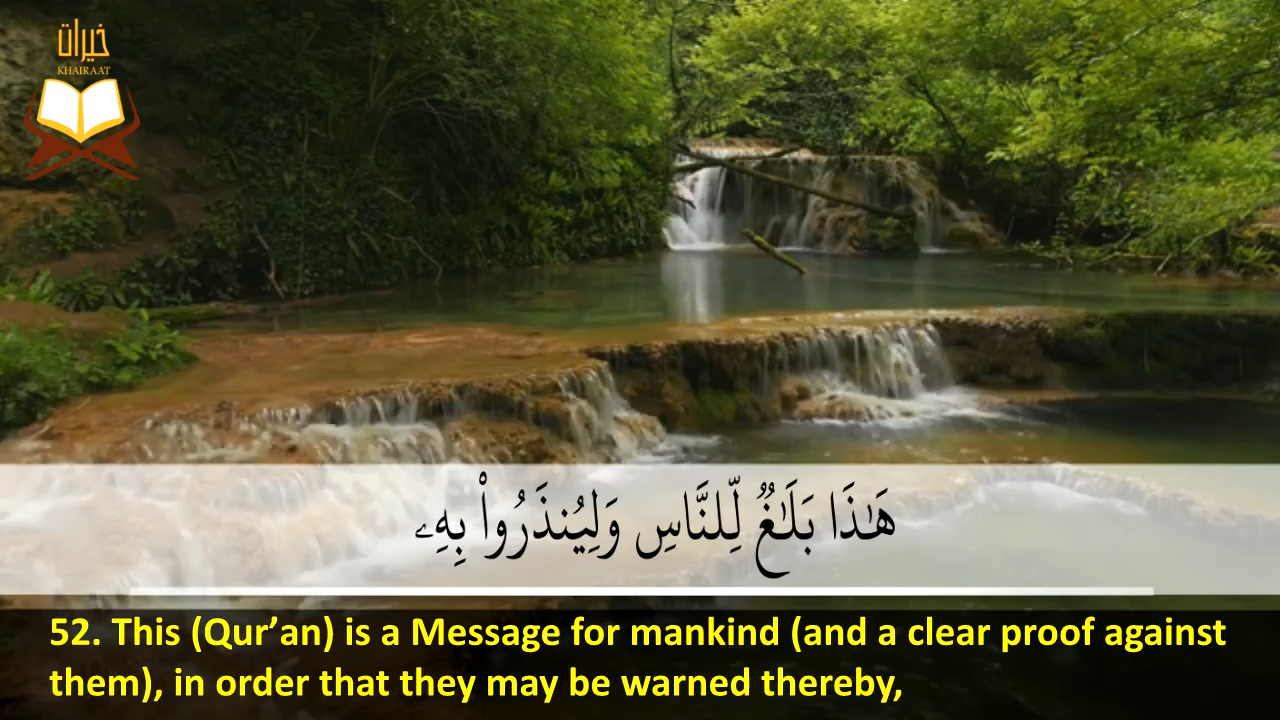 خيرات
KHAIRAAT
هَـٰذَا بَلَـٰغٌ لِّلنَّاسِ وَلِيُنذَرُوا۟ بِهِۦ
52. This (Qur’an) is a Message for mankind (and a clear proof against
them), in order that they may be warned thereby,